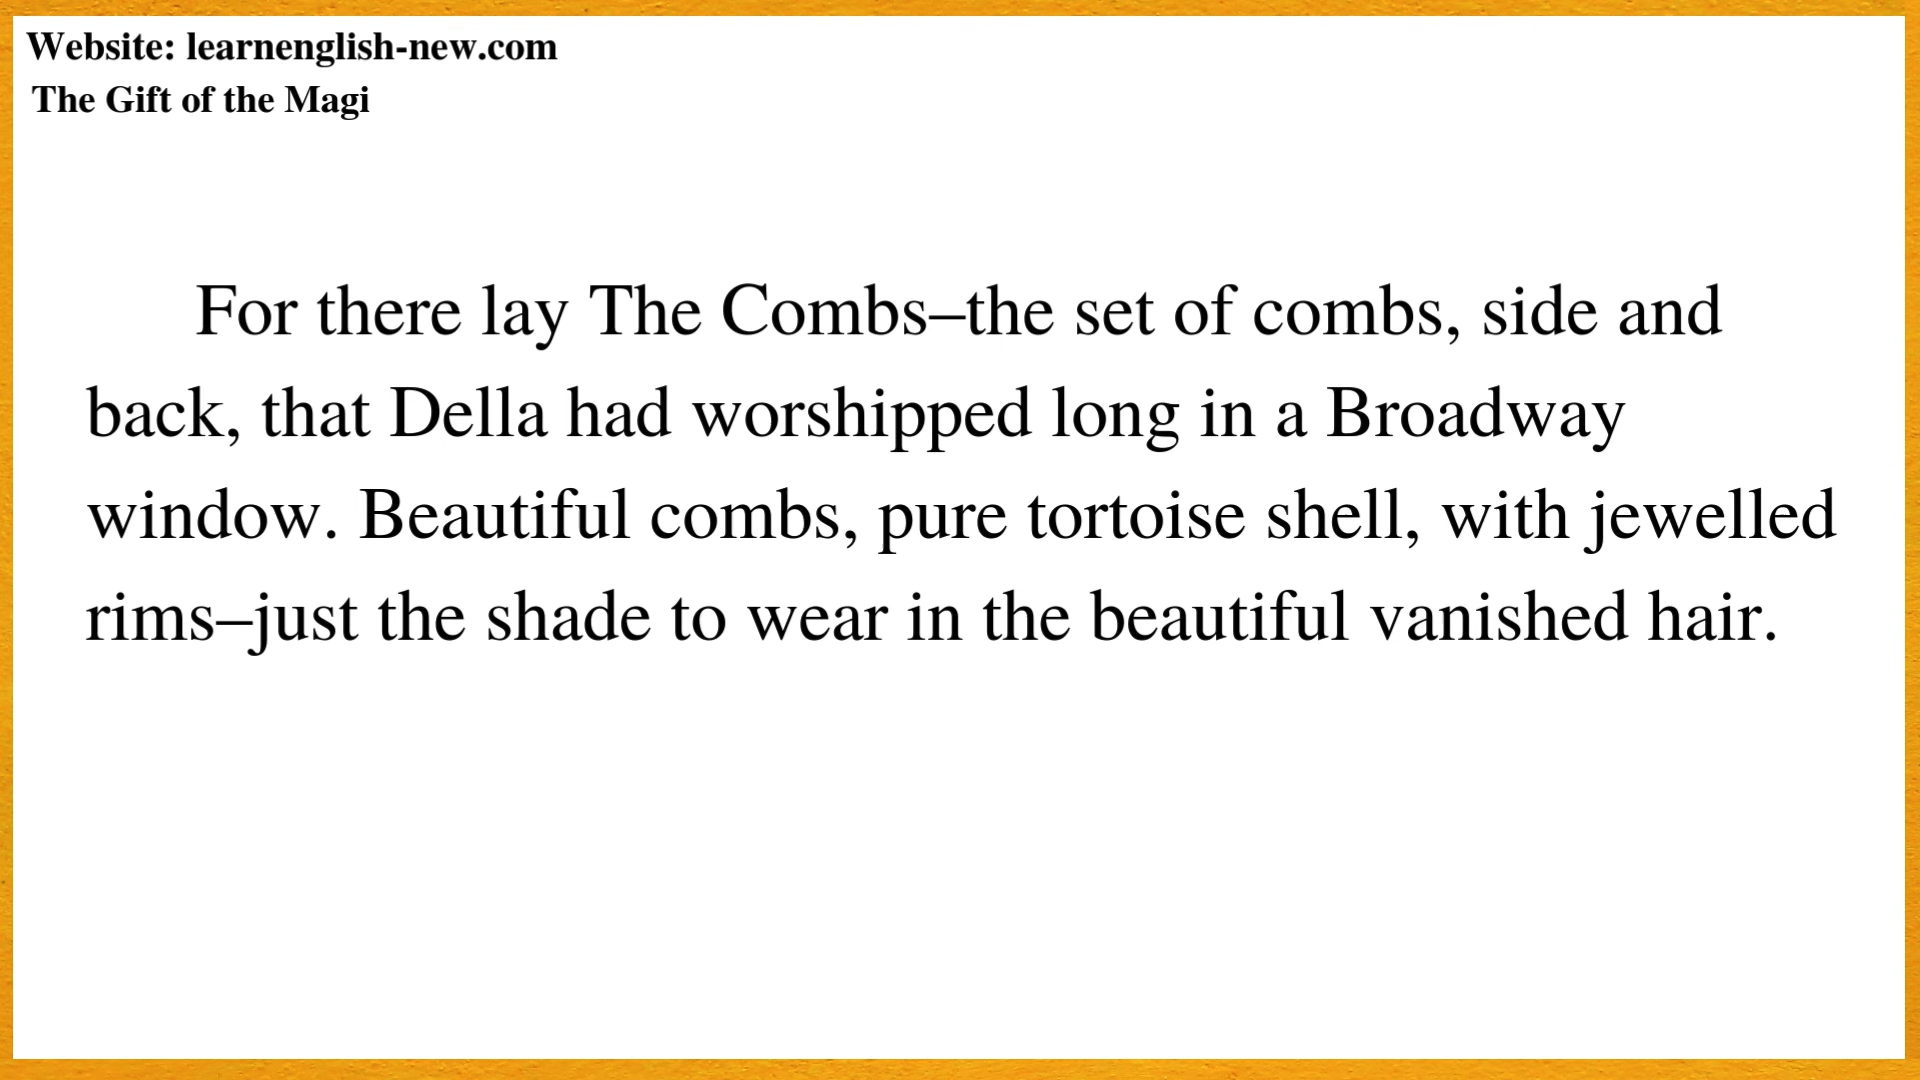 Website: learnenglish-new.com
The Gift of the Magi
For there lay The Combs–the set of combs, side and
back, that Della had worshipped long in a Broadway
window. Beautiful combs, pure tortoise shell, with jewelled
rims–just the shade to wear in the beautiful vanished hair.